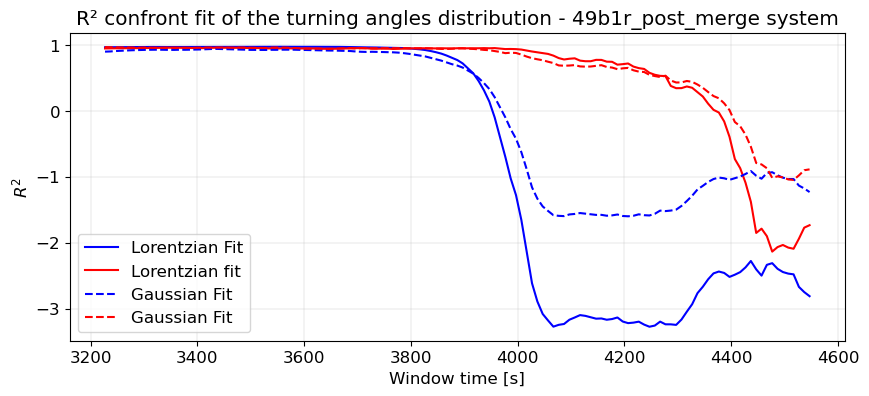 R² confront fit of the turning angles distribution - 49b1r_post_merge system
1
0
−1
−2
−3
R²
3200 3400 3600 3800 4000 4200 4400 4600
Window time [s]
Lorentzian Fit
Lorentzian fit
Gaussian Fit
Gaussian Fit